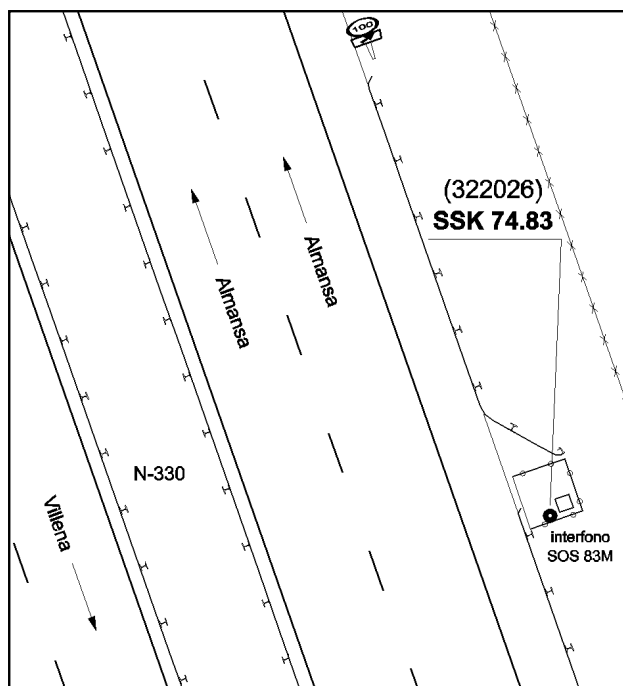 100
(322026)
SSK 74.83
Almansa
Almansa
N-330
Villena
interfono
SOS 83M